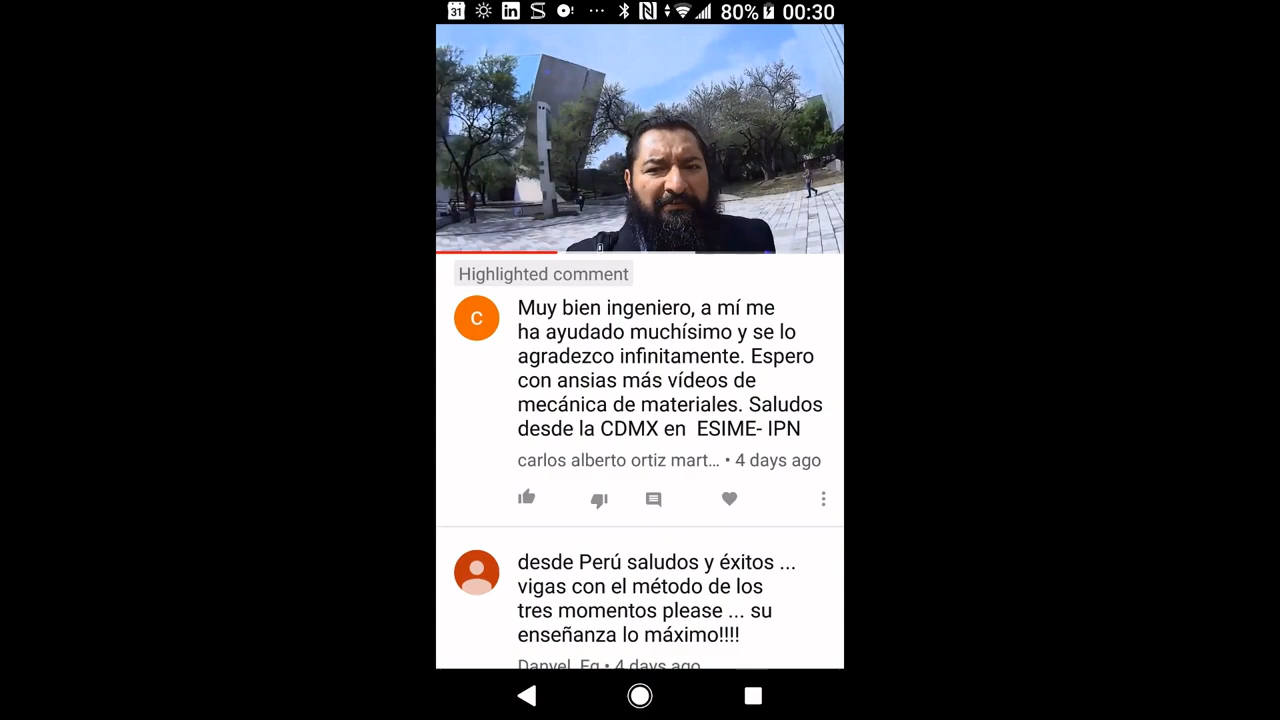 31 in 80% 00:30
Highlighted comment
C
Muy bien ingeniero, a mí me
ha ayudado muchísimo y se lo
agradezco infinitamente. Espero
con ansias más vídeos de
mecánica de materiales. Saludos
desde la CDMX en  ESIME- IPN
carlos alberto ortiz mart... • 4 days ago
desde Perú saludos y éxitos ...
vigas con el método de los
tres momentos please ... su
enseñanza lo máximo!!!!
Danyel Eg • 4 days ago